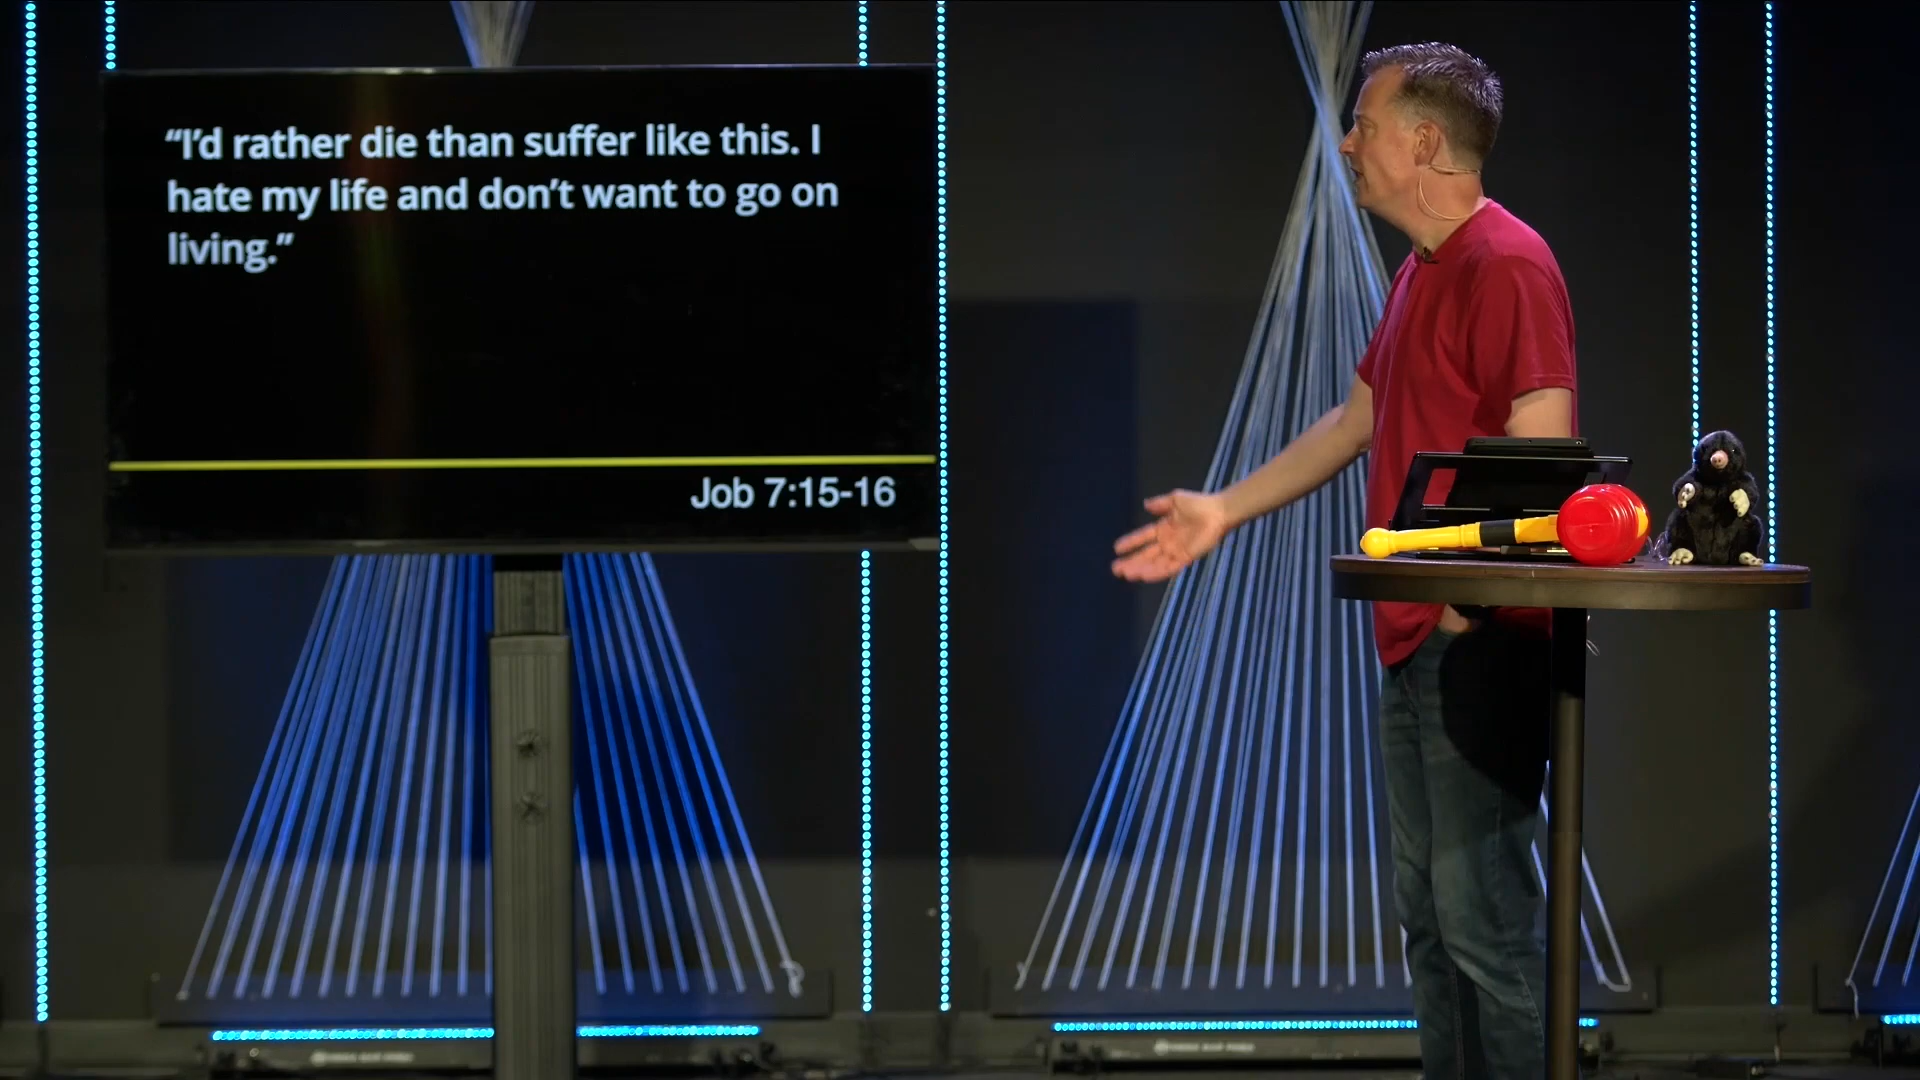 “I’d rather die than suffer like this. I
hate my life and don’t want to go on
living.”
Job 7:15-16